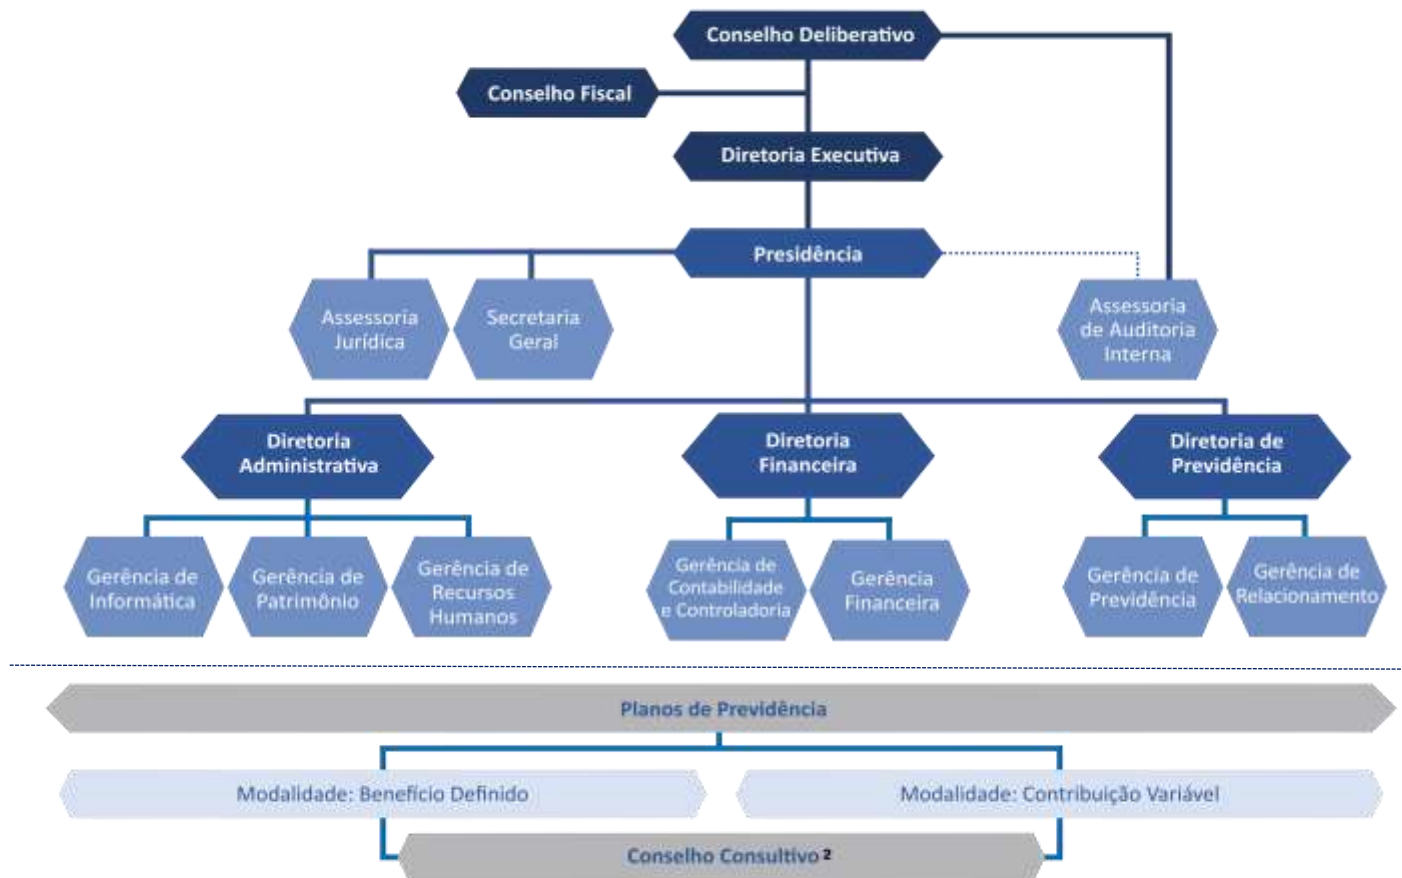 Conselho Deliberativo
Conselho Fiscal
Diretoria Executiva
Presidência
Assessoria
Jurídica
Secretaria
Geral
Assessoria
de Auditoria
Interna
Diretoria
Administrativa
Diretoria
Financeira
Diretoria de
Previdência
Gerência de
Informática
Gerência de
Patrimônio
Gerência de
Recursos
Humanos
Gerência de
Contabilidade
e Controladoria
Gerência
Financeira
Gerência de
Previdência
Gerência de
Relacionamento
Planos de Previdência
Modalidade: Benefício Definido
Modalidade: Contribuição Variável
Conselho Consultivo 2